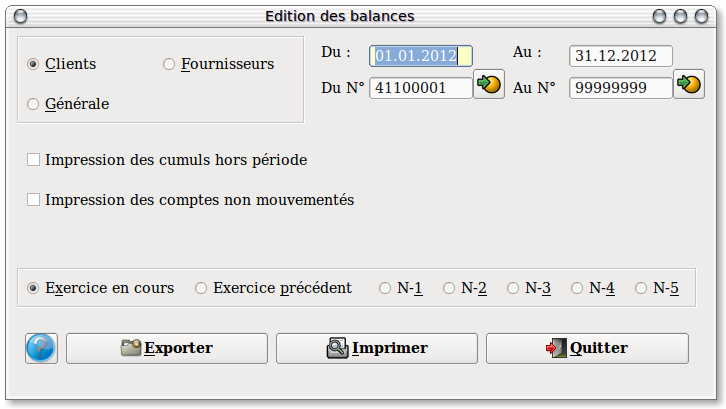 Edition des balances
Clients Fournisseurs Du : 01.01.2012 Au : 31.12.2012
Du N° 41100001 Au N° 99999999
Générale
Impression des cumuls hors période
Impression des comptes non mouvementés
Exercice en cours Exercice précédent N-1 N-2 N-3 N-4 N-5
? Exporter Imprimer Quitter